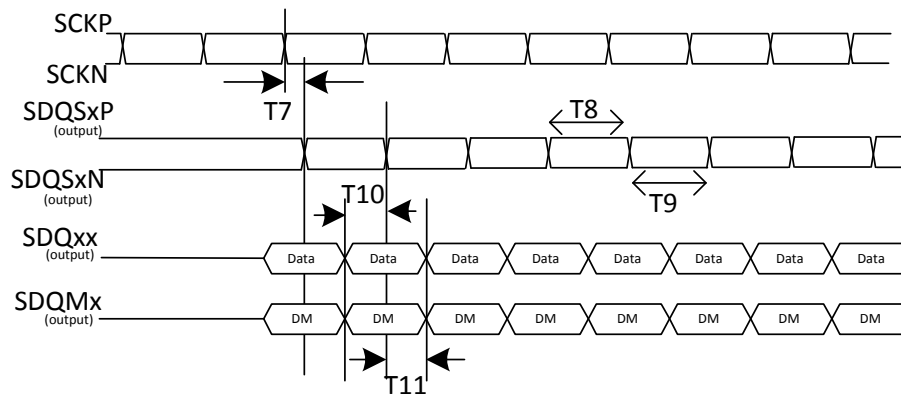 SCKP
SCKN
T7
SDQSxP
(output)
T8
SDQSxN
(output)
T10
T9
SDQxx
(output)
Data Data Data Data Data Data Data Data
SDQMx
(output)
DM DM DM DM DM DM DM DM
T11